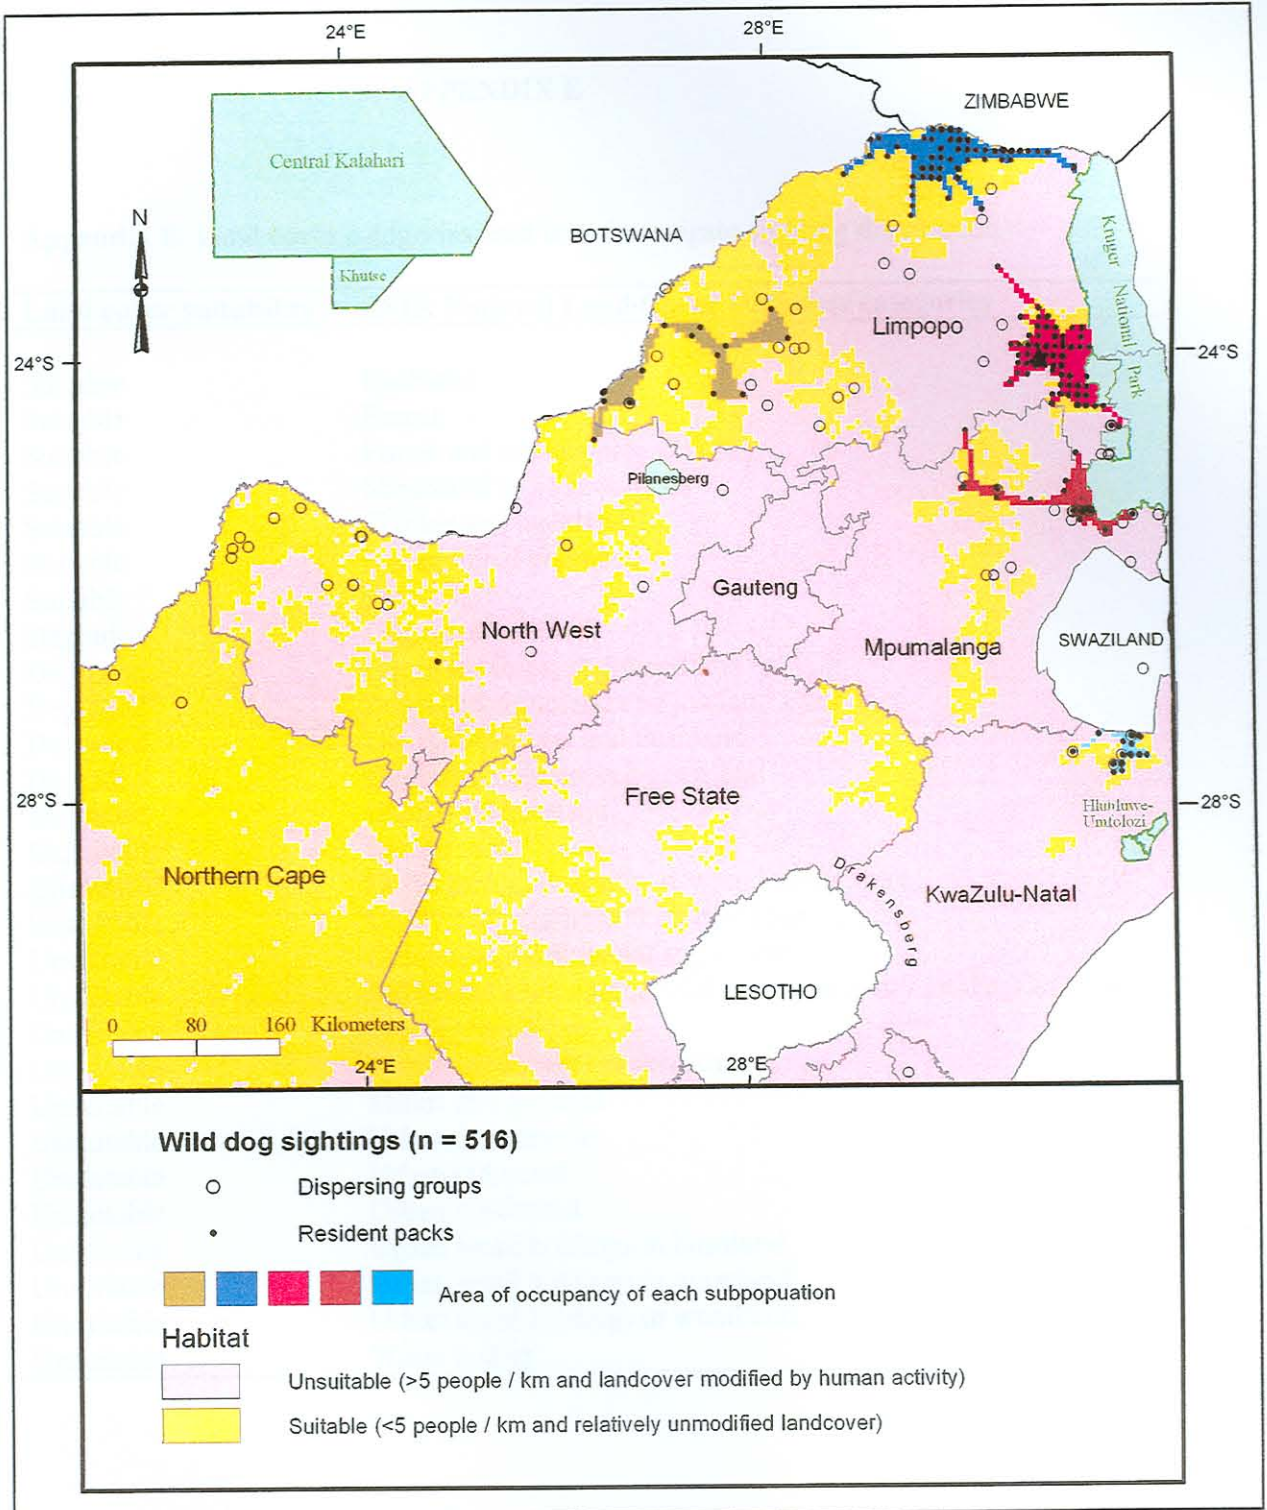 24°E
28°E
ZIMBABWE
Central Kalahari
N
BOTSWANA
Khutse
Kruger
National
Park
Limpopo
24°S
24°S
Pilanesberg
Gauteng
North West
SWAZILAND
Mpumalanga
Free State
28°S
28°S
Hluhluwe-
Umfolozi
Drakensberg
Northern Cape
KwaZulu-Natal
LESOTHO
0 80 160 Kilometers
24°E
28°E
Wild dog sightings (n = 516)
Dispersing groups
Resident packs
Area of occupancy of each subpopuation
Habitat
Unsuitable (>5 people / km and landcover modified by human activity)
Suitable (<5 people / km and relatively unmodified landcover)